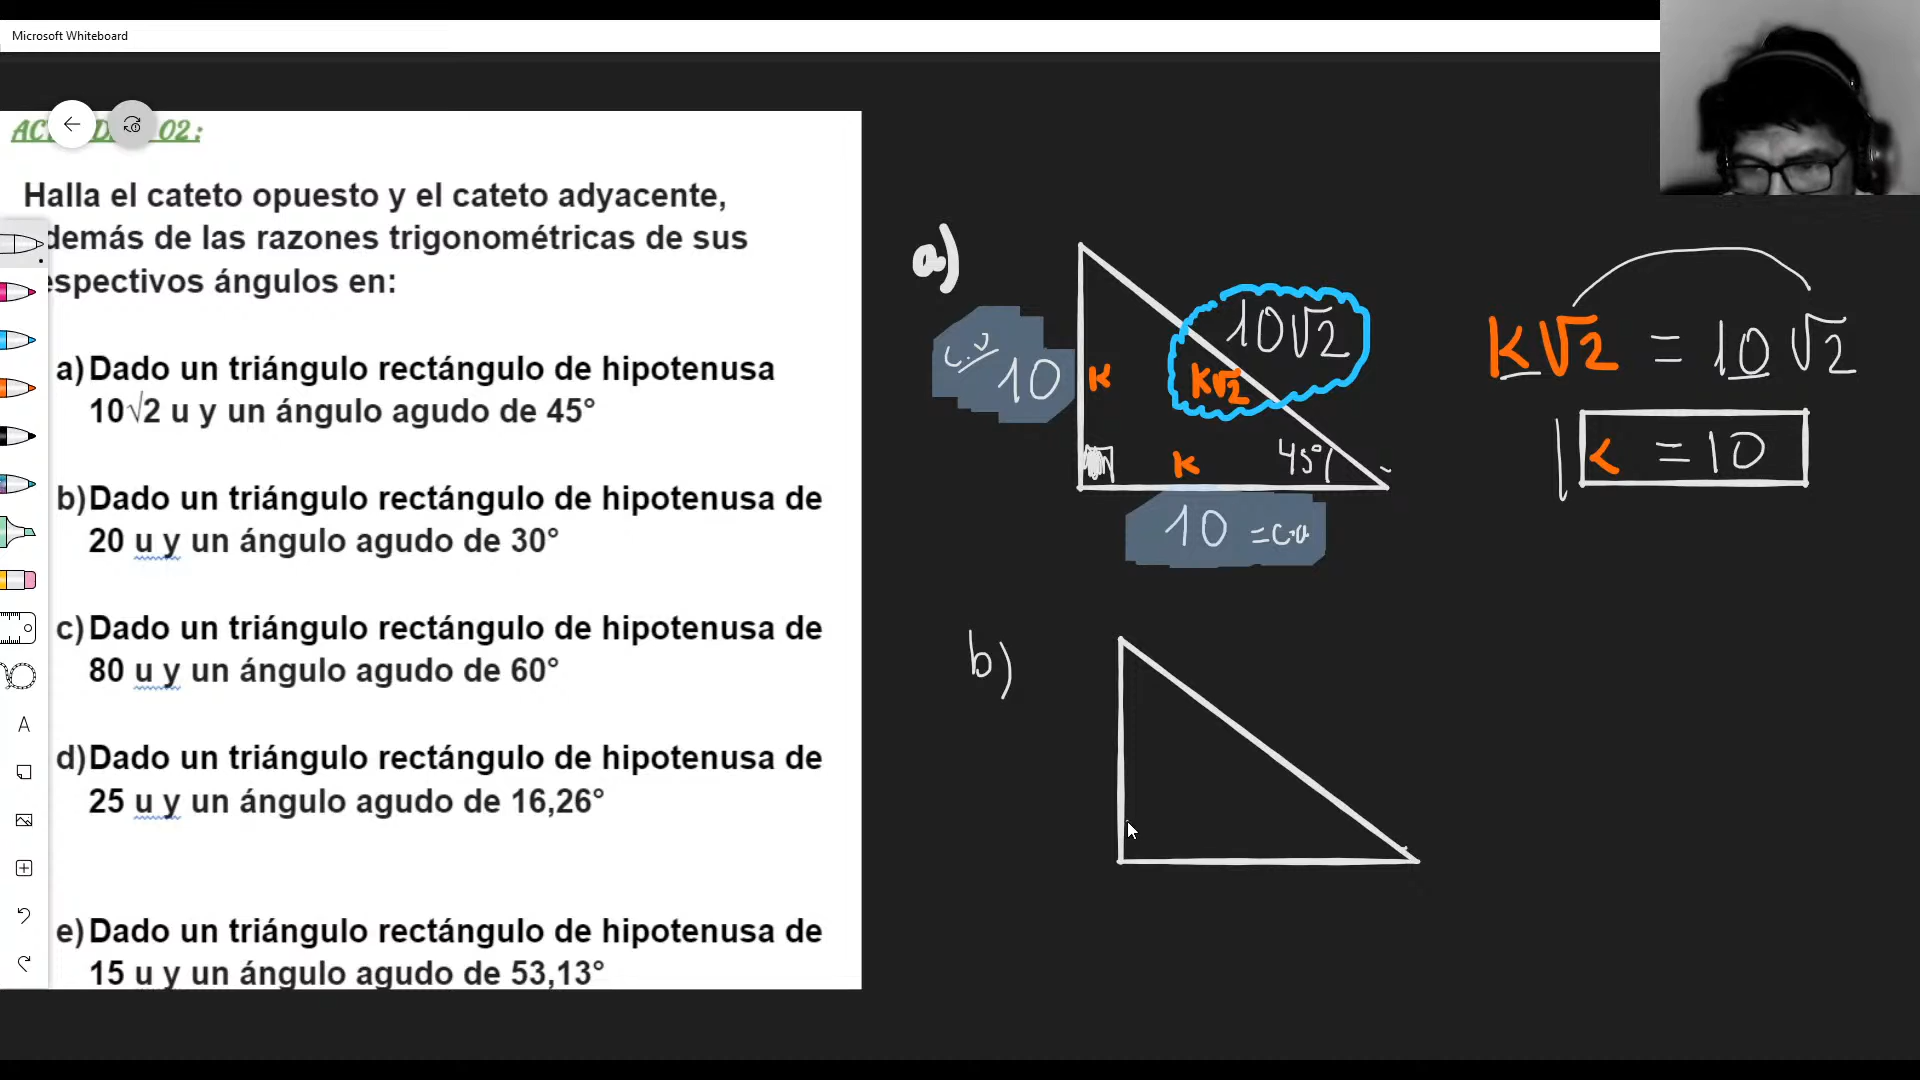 Microsoft Whiteboard
02:
Halla el cateto opuesto y el cateto adyacente,
demás de las razones trigonométricas de sus
espectivos ángulos en:
a) Dado un triángulo rectángulo de hipotenusa
10√2 u y un ángulo agudo de 45°
b) Dado un triángulo rectángulo de hipotenusa de
20 u y un ángulo agudo de 30°
c) Dado un triángulo rectángulo de hipotenusa de
80 u y un ángulo agudo de 60°
d) Dado un triángulo rectángulo de hipotenusa de
25 u y un ángulo agudo de 16,26°
e) Dado un triángulo rectángulo de hipotenusa de
15 u y un ángulo agudo de 53,13°
A
a)
10√2
10
K
K√2
45°
K
10 = c.a
K√2 = 10√2
= 10
b)